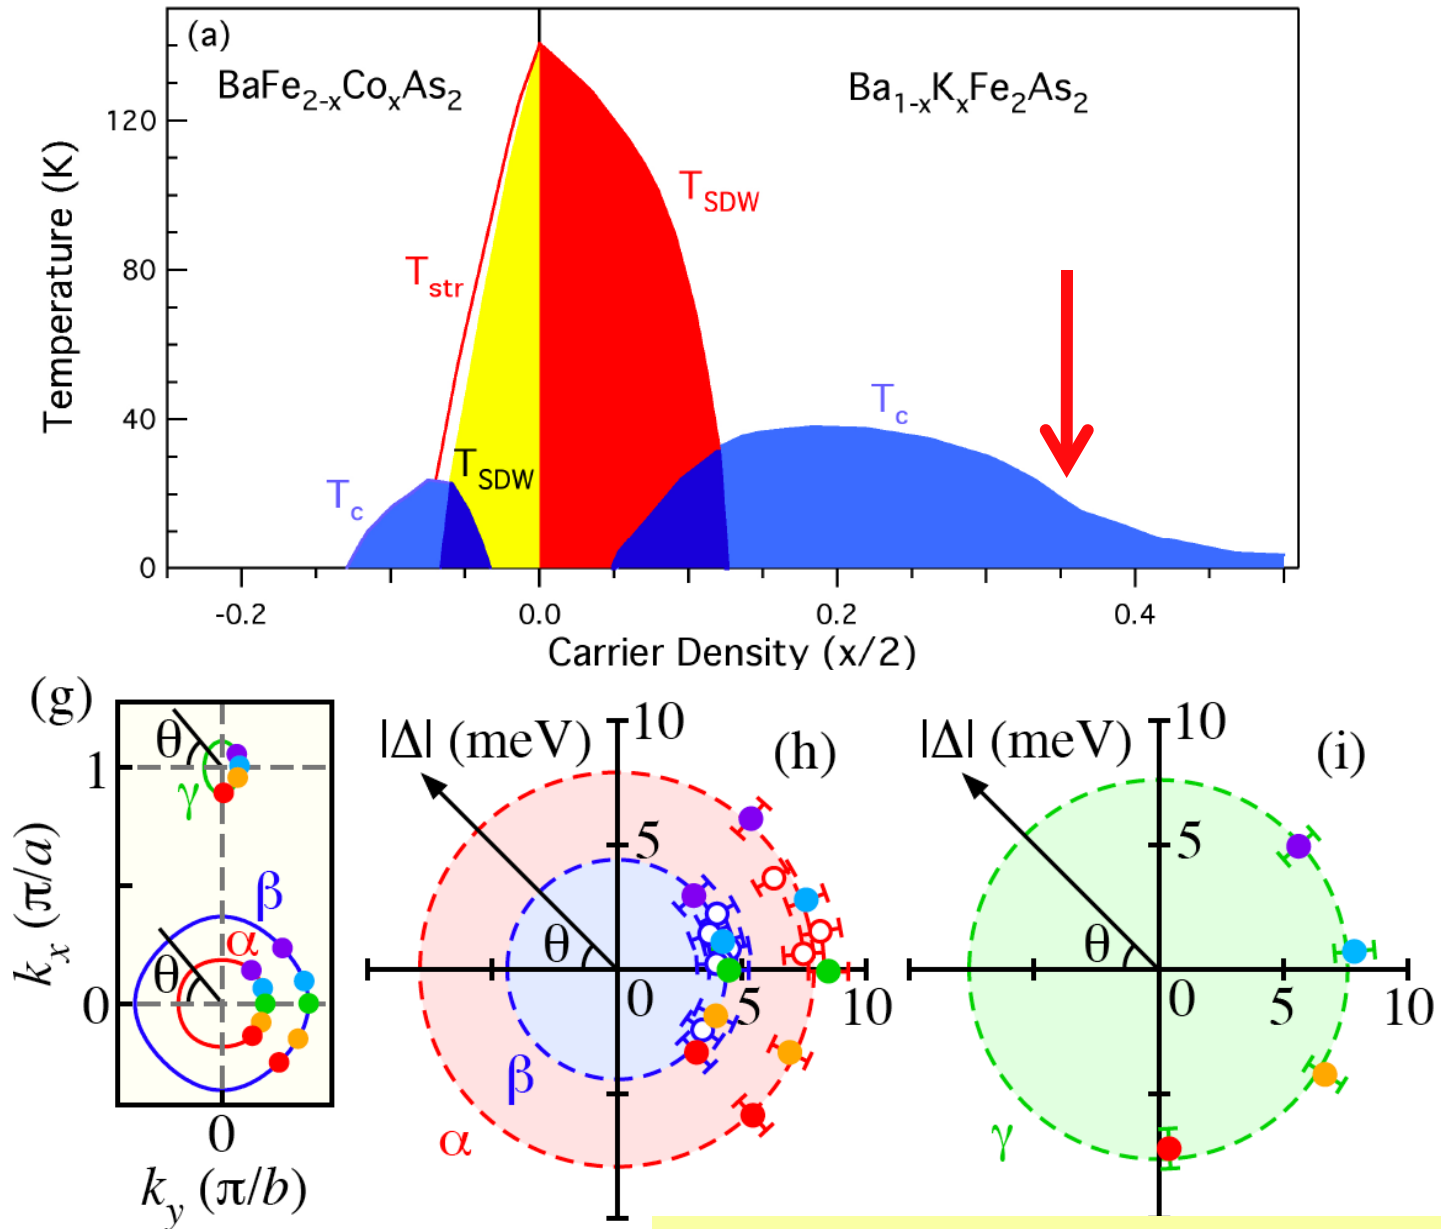 (a)
BaFe2-xCoxAs2
Ba1-xKxFe2As2
Temperature (K)
120
80
40
0
TSDW
Tstr
Tc
TSDW
Tc
-0.2
0.0
0.2
0.4
Carrier Density (x/2)
(g)
θ
1
γ
kx (π/a)
β
α
θ
0
0
ky (π/b)
|Δ| (meV)
10
(h)
5
θ
0
5
10
β
α
|Δ| (meV)
10
(i)
5
θ
0
5
10
γ